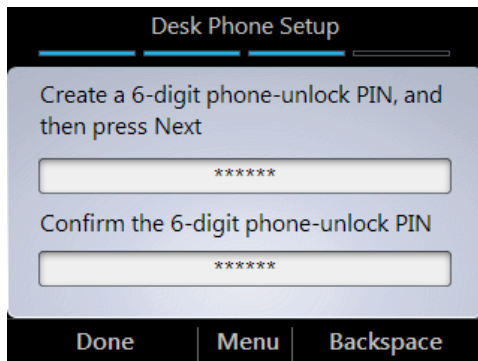 Desk Phone Setup
Create a 6-digit phone-unlock PIN, and
then press Next
******
Confirm the 6-digit phone-unlock PIN
******
Done Menu Backspace